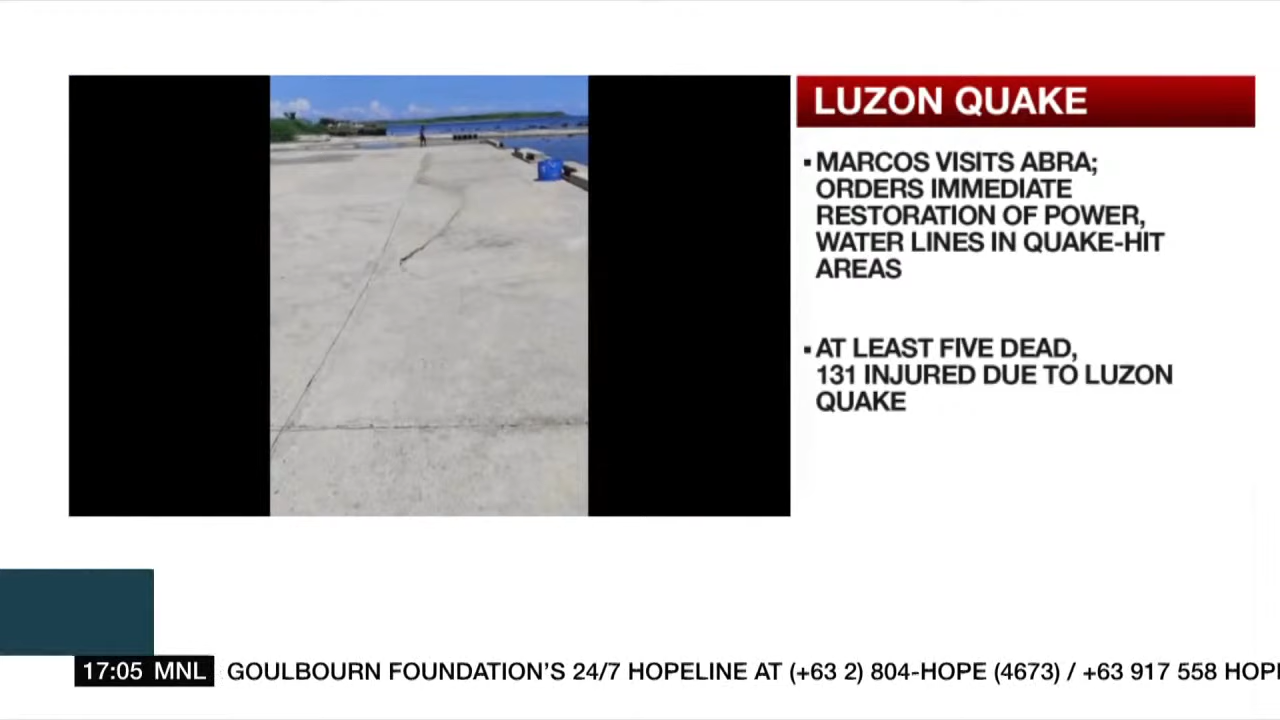 LUZON QUAKE
▪MARCOS VISITS ABRA;
ORDERS IMMEDIATE
RESTORATION OF POWER,
WATER LINES IN QUAKE-HIT
AREAS
▪AT LEAST FIVE DEAD,
131 INJURED DUE TO LUZON
QUAKE
17:05 MNL GOULBOURN FOUNDATION'S 24/7 HOPELINE AT (+63 2) 804-HOPE (4673) / +63 917 558 HOP